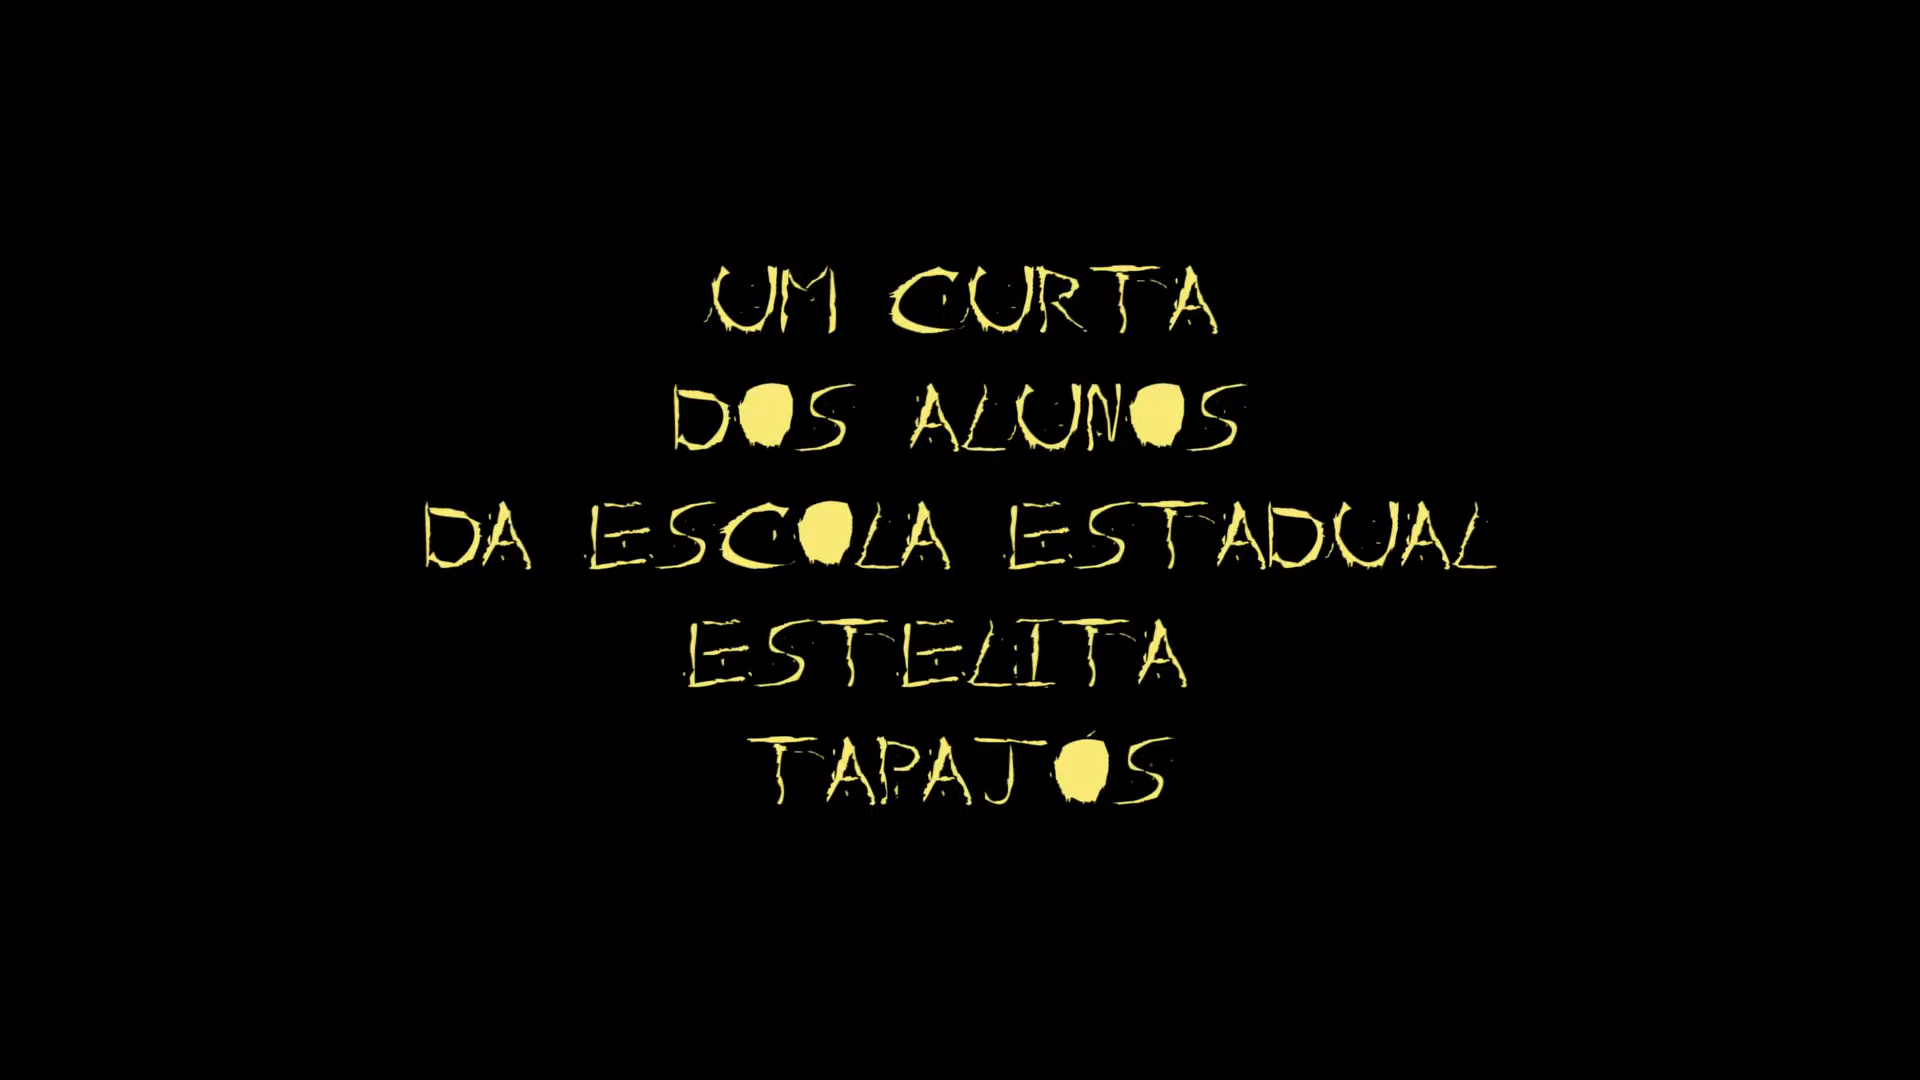 UM CURTA
DOS ALUNOS
DA ESCOLA ESTADUAL
ESTELITA
TAPAJÓS